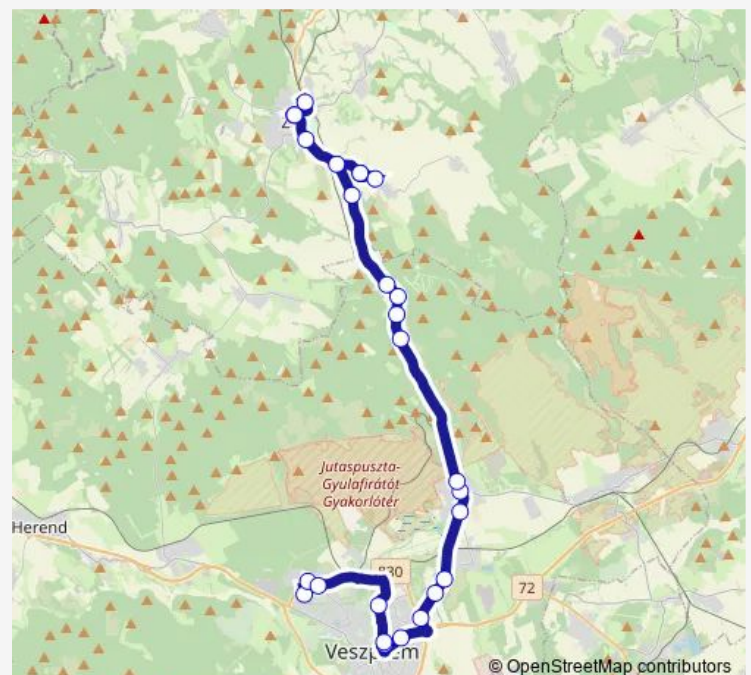 Jutaspuszta-
Gyulafirátót
Gyakorlótér
Herend
830
72
Veszprém
© OpenStreetMap contributors